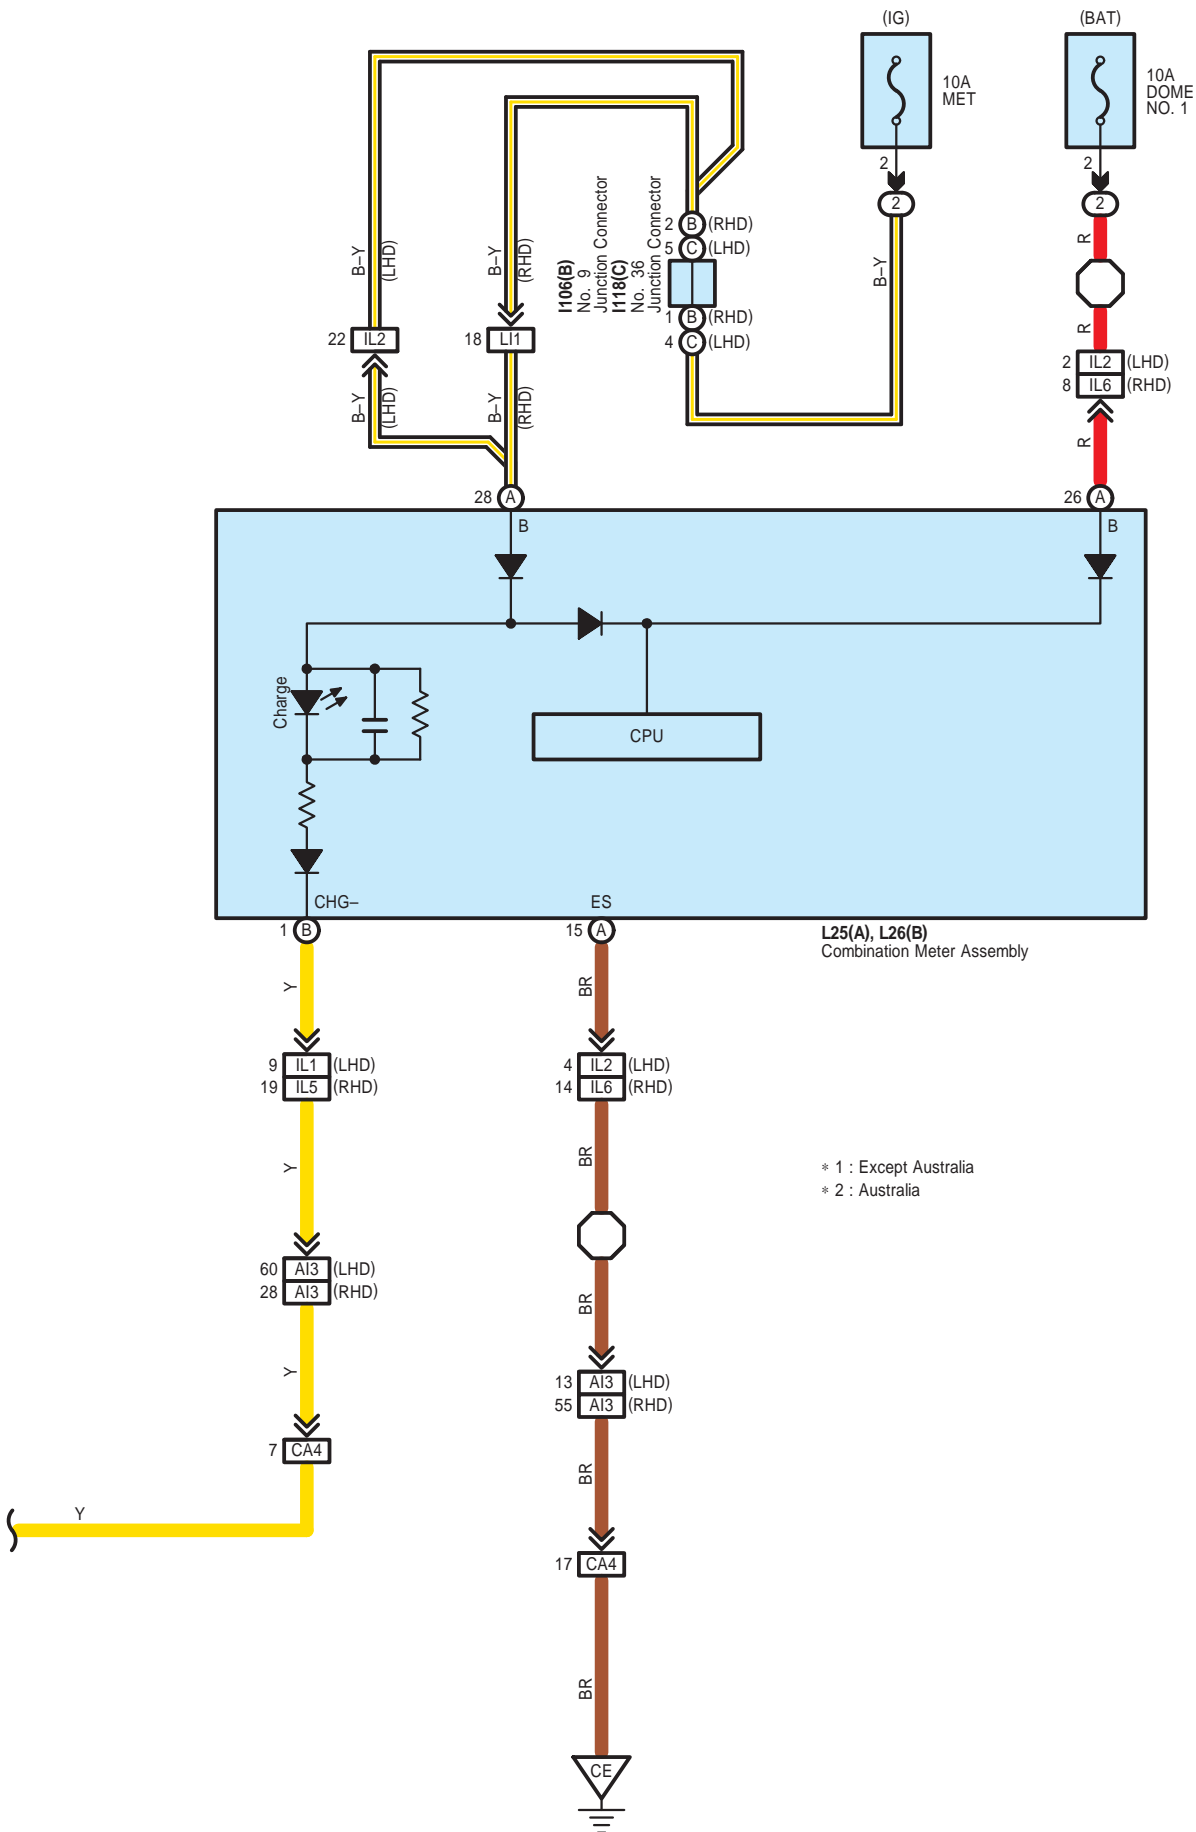 (IG)
(BAT)
10A
MET
10A
DOME
NO. 1
2
2
2
2
R
R
2 IL2 (LHD)
8 IL6 (RHD)
R
B–Y
(LHD)
B–Y
(RHD)
I106(B)
No. 9
Junction Connector
I118(C)
No. 36
Junction Connector
2 B (RHD)
5 C (LHD)
1 B (RHD)
4 C (LHD)
B–Y
22 IL2
18 LI1
B–Y
(LHD)
B–Y
(RHD)
28 A
26 A
B
B
Charge
CPU
CHG–
ES
1 B
15 A
L25(A), L26(B)
Combination Meter Assembly
Y
BR
9 IL1 (LHD)
19 IL5 (RHD)
4 IL2 (LHD)
14 IL6 (RHD)
Y
BR
* 1 : Except Australia
* 2 : Australia
60 AI3 (LHD)
28 AI3 (RHD)
BR
Y
13 AI3 (LHD)
55 AI3 (RHD)
7 CA4
BR
Y
17 CA4
BR
CE